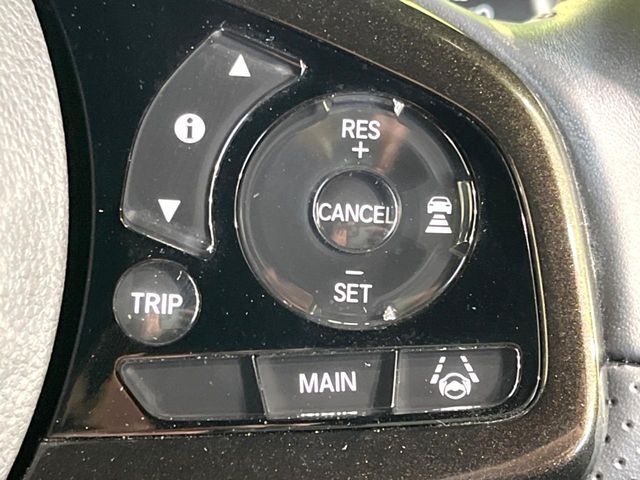 i
RES
+
CANCEL
–
SET
TRIP
MAIN